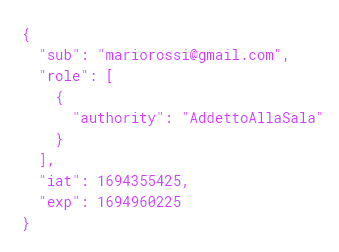 {
  "sub": "mariorossi@gmail.com",
  "role": [
    {
      "authority": "AddettoAllaSala"
    }
  ],
  "iat": 1694355425,
  "exp": 1694960225
}